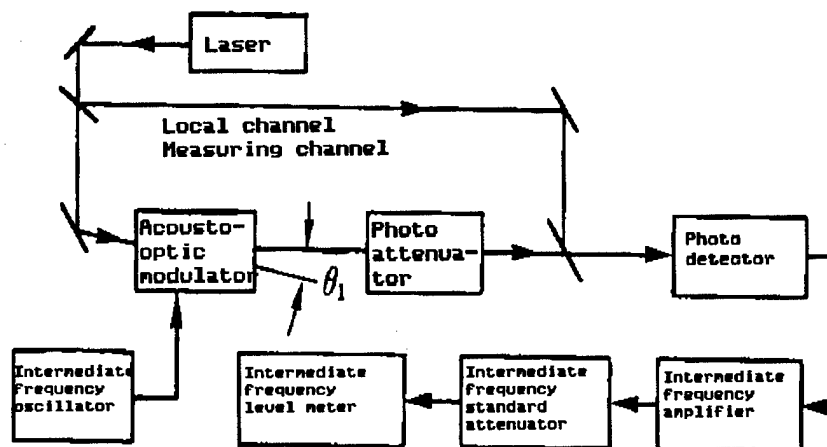 Laser
Local channel
Measuring channel
Acousto-
optic
modulator
θ₁
Photo
attenua-
tor
Photo
detector
Intermediate
frequency
oscillator
Intermediate
frequency
level meter
Intermediate
frequency
standard
attenuator
Intermediate
frequency
amplifier